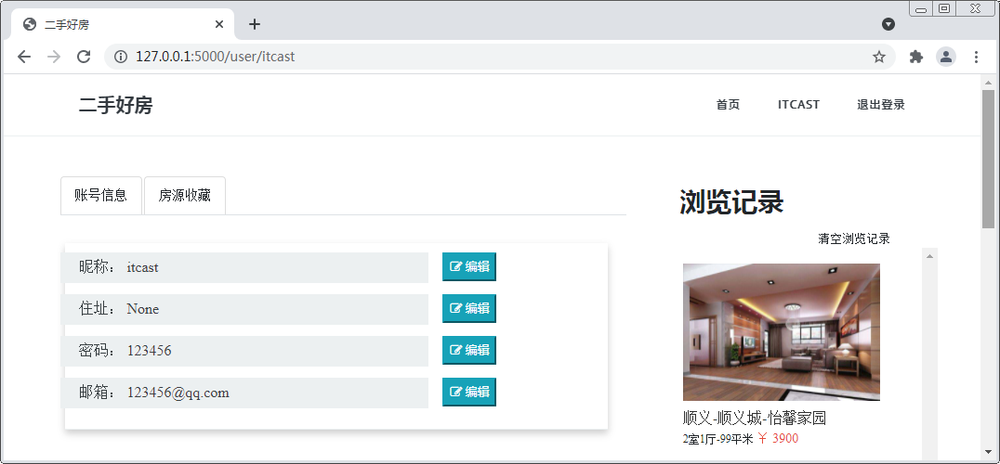 二手好房
127.0.0.1:5000/user/itcast
二手好房
首页 ITCAST 退出登录
账号信息 房源收藏
浏览记录
清空浏览记录
昵称： itcast 编辑
住址： None 编辑
密码： 123456 编辑
邮箱： 123456@qq.com 编辑
顺义-顺义城-怡馨家园
2室1厅-99平米 ￥ 3900